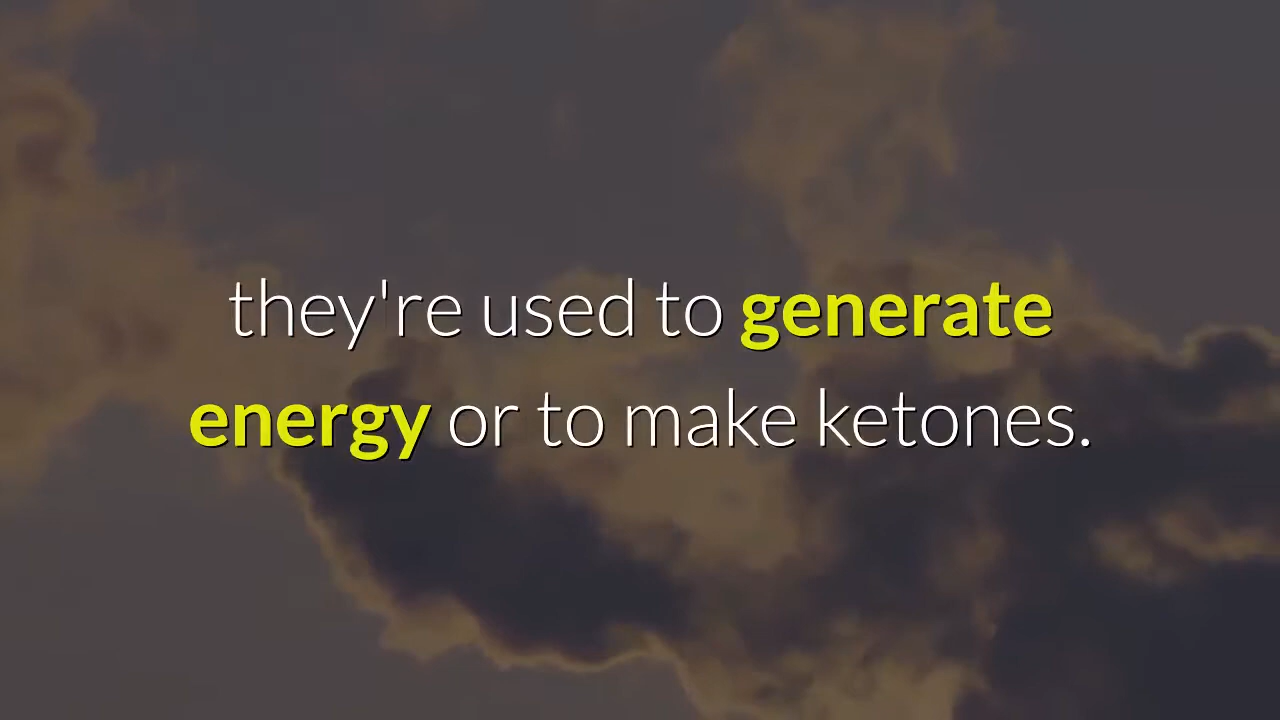 they're used to generate
energy or to make ketones.